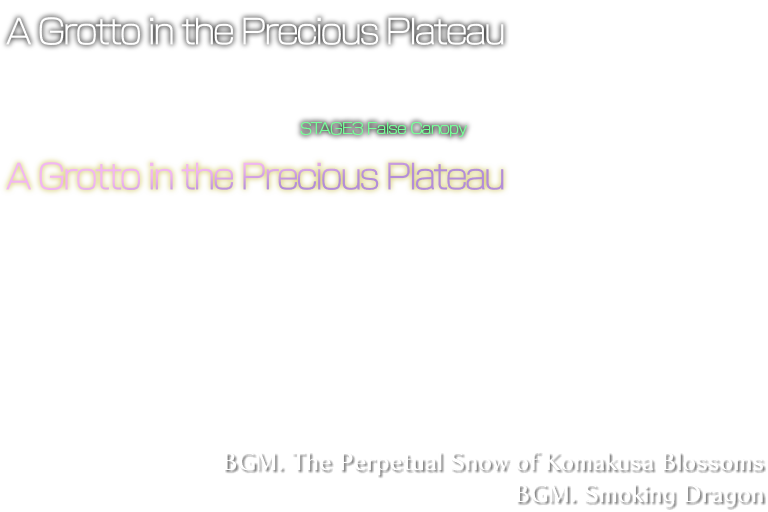 A Grotto in the Precious Plateau
STAGE3 False Canopy
A Grotto in the Precious Plateau
BGM. The Perpetual Snow of Komakusa Blossoms
BGM. Smoking Dragon